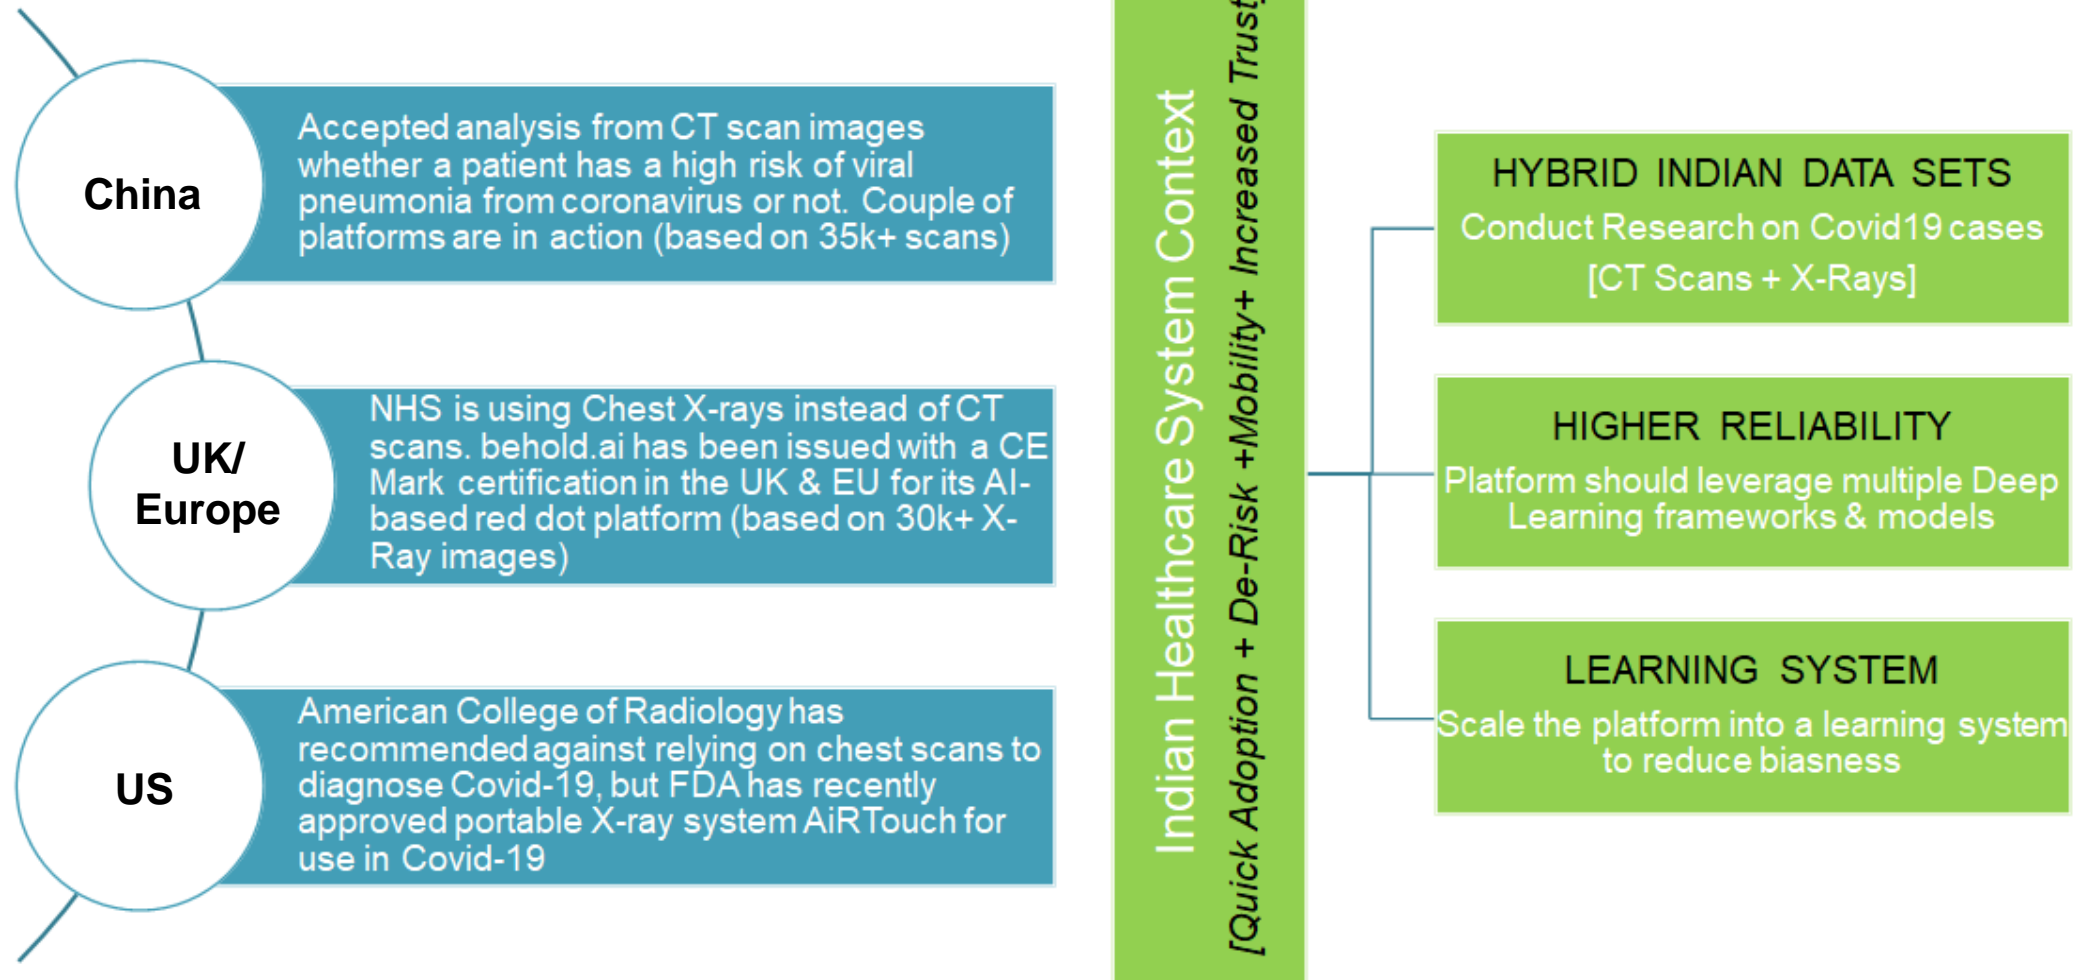 China
Accepted analysis from CT scan images
whether a patient has a high risk of viral
pneumonia from coronavirus or not. Couple of
platforms are in action (based on 35k+ scans)
UK/
Europe
NHS is using Chest X-rays instead of CT
scans. behold.ai has been issued with a CE
Mark certification in the UK & EU for its AI-
based red dot platform (based on 30k+ X-
Ray images)
US
American College of Radiology has
recommended against relying on chest scans to
diagnose Covid-19, but FDA has recently
approved portable X-ray system AiRTouch for
use in Covid-19
Indian Healthcare System Context
[Quick Adoption + De-Risk +Mobility+ Increased Trust]
HYBRID INDIAN DATA SETS
Conduct Research on Covid19 cases
[CT Scans + X-Rays]
HIGHER RELIABILITY
Platform should leverage multiple Deep
Learning frameworks & models
LEARNING SYSTEM
Scale the platform into a learning system
to reduce biasness